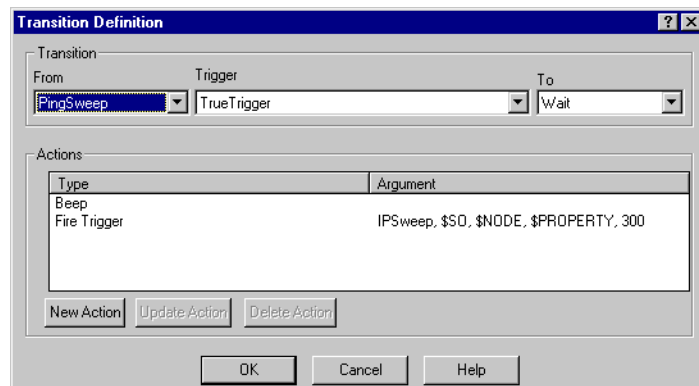 Transition Definition
Transition
From Trigger To
PingSweep TrueTrigger Wait
Actions
Type Argument
Beep
Fire Trigger IPSweep, $SO, $NODE, $PROPERTY, 300
New Action Update Action Delete Action
OK Cancel Help